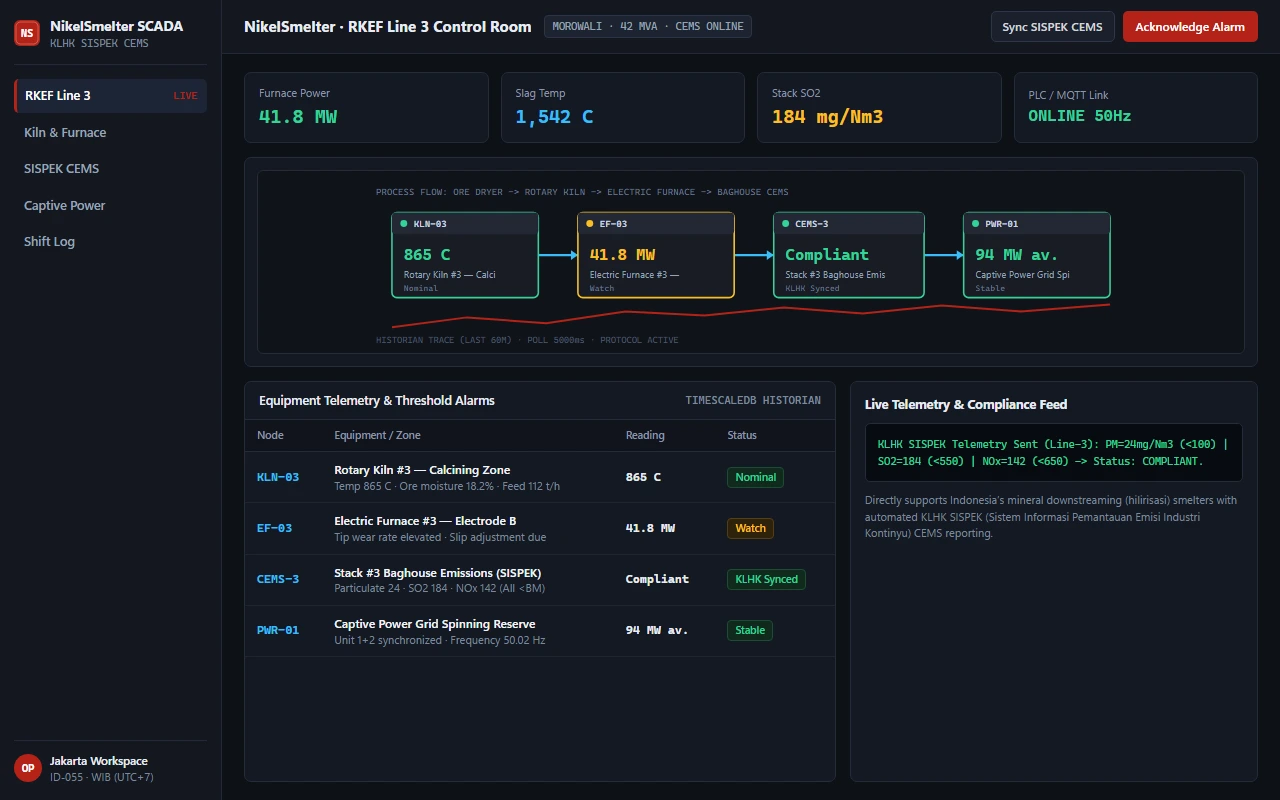 NS
NikelSmelter SCADA
KLHK SISPEK CEMS
RKEF Line 3
LIVE
Kiln & Furnace
SISPEK CEMS
Captive Power
Shift Log
OP
Jakarta Workspace
ID-055 · WIB (UTC+7)
NikelSmelter · RKEF Line 3 Control Room
MOROWALI · 42 MVA · CEMS ONLINE
Sync SISPEK CEMS
Acknowledge Alarm
Furnace Power
41.8 MW
Slag Temp
1,542 C
Stack SO2
184 mg/Nm3
PLC / MQTT Link
ONLINE 50Hz
PROCESS FLOW: ORE DRYER -> ROTARY KILN -> ELECTRIC FURNACE -> BAGHOUSE CEMS
KLN-03
865 C
Rotary Kiln #3 — Calci
Nominal
EF-03
41.8 MW
Electric Furnace #3 —
Watch
CEMS-3
Compliant
Stack #3 Baghouse Emis
KLHK Synced
PWR-01
94 MW av.
Captive Power Grid Spi
Stable
HISTORIAN TRACE (LAST 60M) · POLL 5000ms · PROTOCOL ACTIVE
Equipment Telemetry & Threshold Alarms
TIMESCALEDB HISTORIAN
Node Equipment / Zone Reading Status
KLN-03 Rotary Kiln #3 — Calcining Zone 865 C Nominal
Temp 865 C · Ore moisture 18.2% · Feed 112 t/h
EF-03 Electric Furnace #3 — Electrode B 41.8 MW Watch
Tip wear rate elevated · Slip adjustment due
CEMS-3 Stack #3 Baghouse Emissions (SISPEK) Compliant KLHK Synced
Particulate 24 · SO2 184 · NOx 142 (All <BM)
PWR-01 Captive Power Grid Spinning Reserve 94 MW av. Stable
Unit 1+2 synchronized · Frequency 50.02 Hz
Live Telemetry & Compliance Feed
KLHK SISPEK Telemetry Sent (Line-3): PM=24mg/Nm3 (<100) |
SO2=184 (<550) | NOx=142 (<650) -> Status: COMPLIANT.
Directly supports Indonesia's mineral downstreaming (hilirisasi) smelters with
automated KLHK SISPEK (Sistem Informasi Pemantauan Emisi Industri
Kontinyu) CEMS reporting.